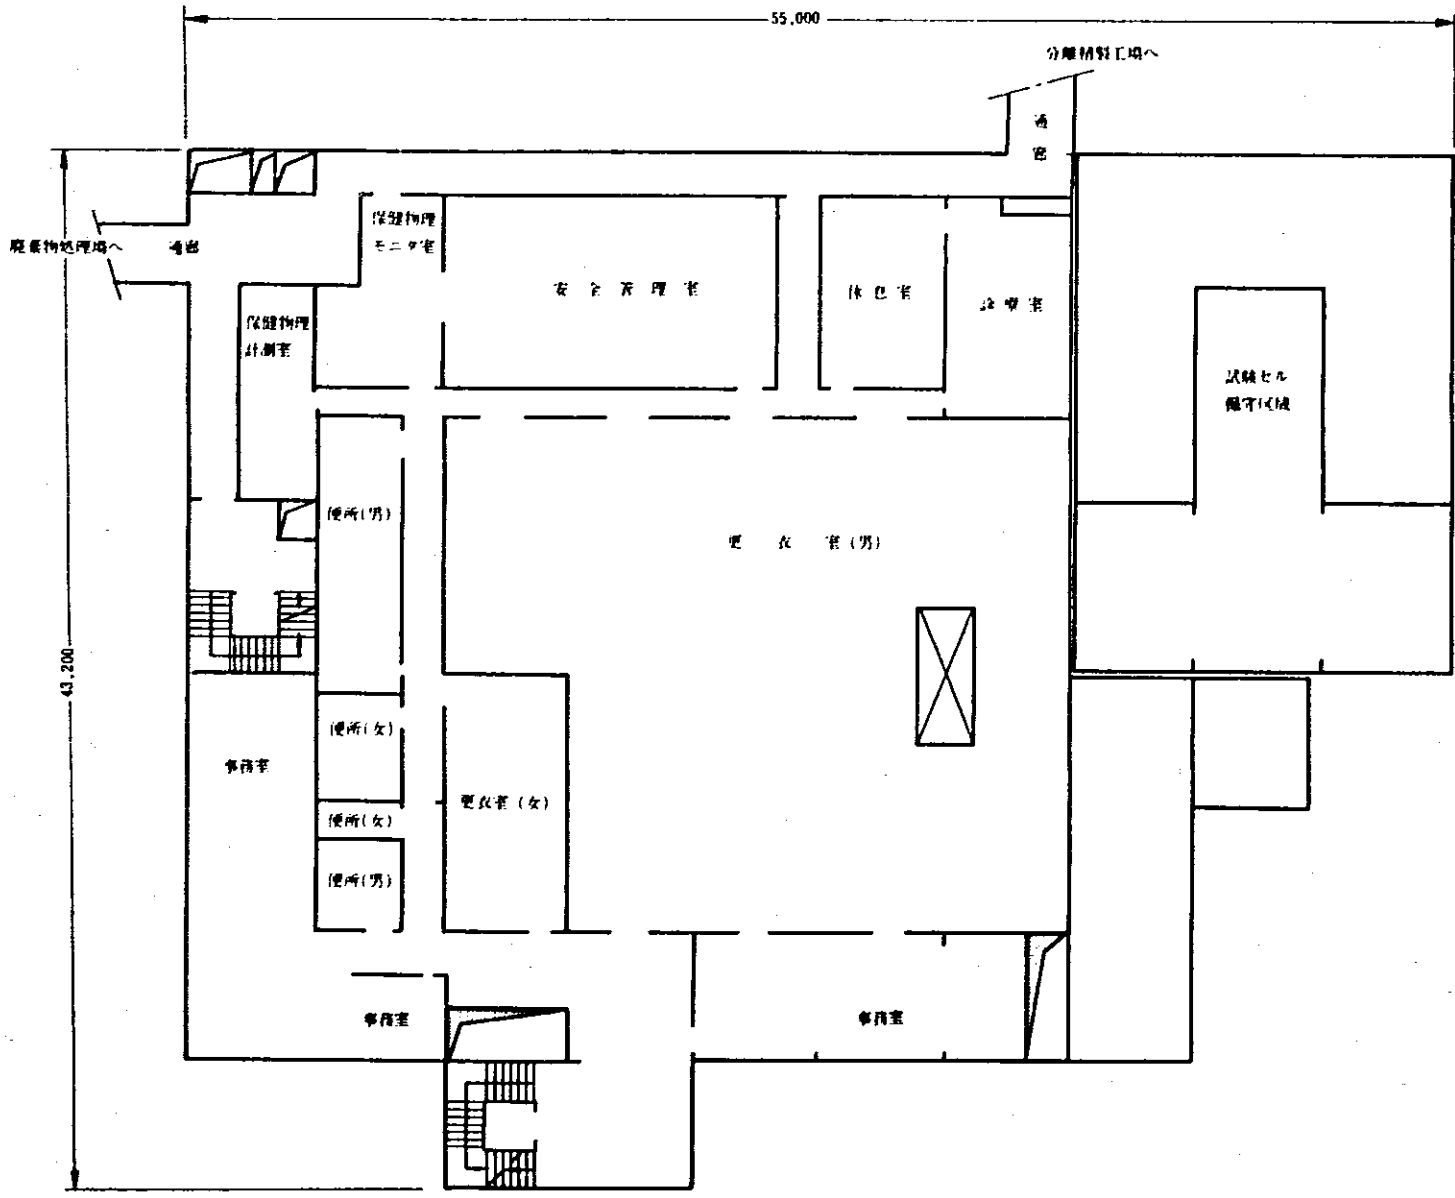 55,000
分離精製工場へ
通
路
廃棄物処理場へ
通路
保健物理
モニタ室
安全管理室
休息室
診療室
保健物理
計測室
試験セル
保守区域
便所(男)
更衣室(男)
43,200
便所(女)
事務室
更衣室(女)
便所(女)
便所(男)
事務室
事務室